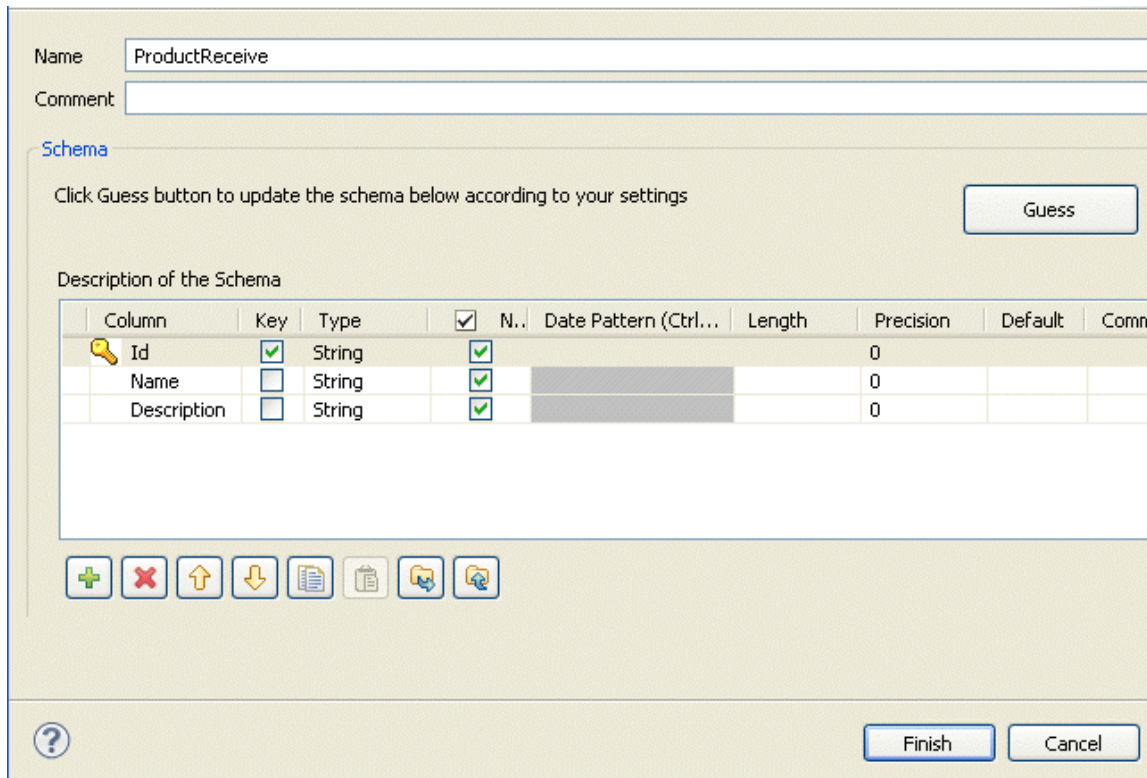 Name ProductReceive
Comment
Schema
Click Guess button to update the schema below according to your settings
Guess
Description of the Schema
Column Key Type N.. Date Pattern (Ctrl... Length Precision Default Comm
Id String 0
Name String 0
Description String 0
? Finish Cancel